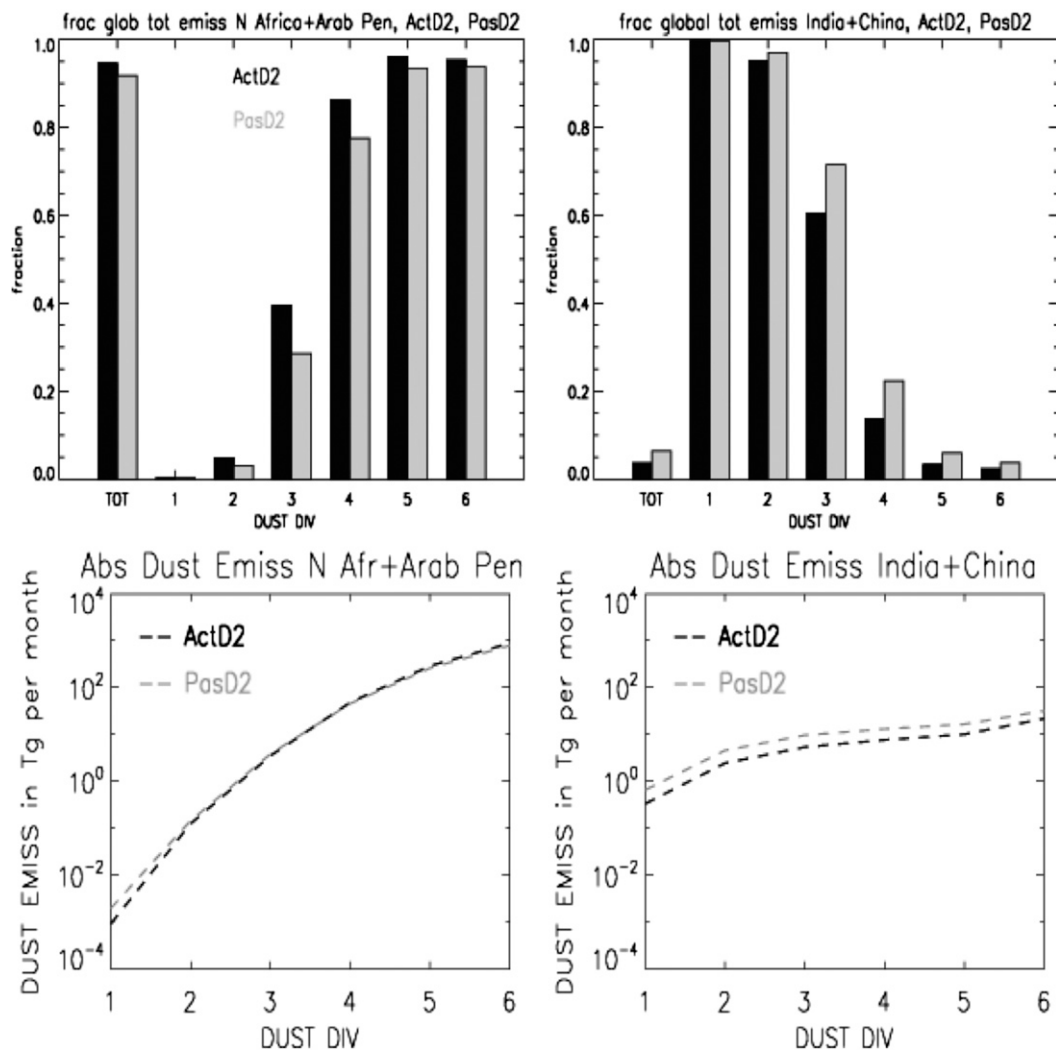 frac glob tot emiss N Africa+Arab Pen, ActD2, PasD2
1.0
0.8
0.6
0.4
0.2
0.0
fraction
ActD2
PasD2
TOT 1 2 3 4 5 6
DUST DIV
frac global tot emiss India+China, ActD2, PasD2
1.0
0.8
0.6
0.4
0.2
0.0
fraction
TOT 1 2 3 4 5 6
DUST DIV
Abs Dust Emiss N Afr+Arab Pen
10^4
10^2
10^0
10^-2
10^-4
DUST EMISS in Tg per month
ActD2
PasD2
1 2 3 4 5 6
DUST DIV
Abs Dust Emiss India+China
10^4
10^2
10^0
10^-2
10^-4
DUST EMISS in Tg per month
ActD2
PasD2
1 2 3 4 5 6
DUST DIV